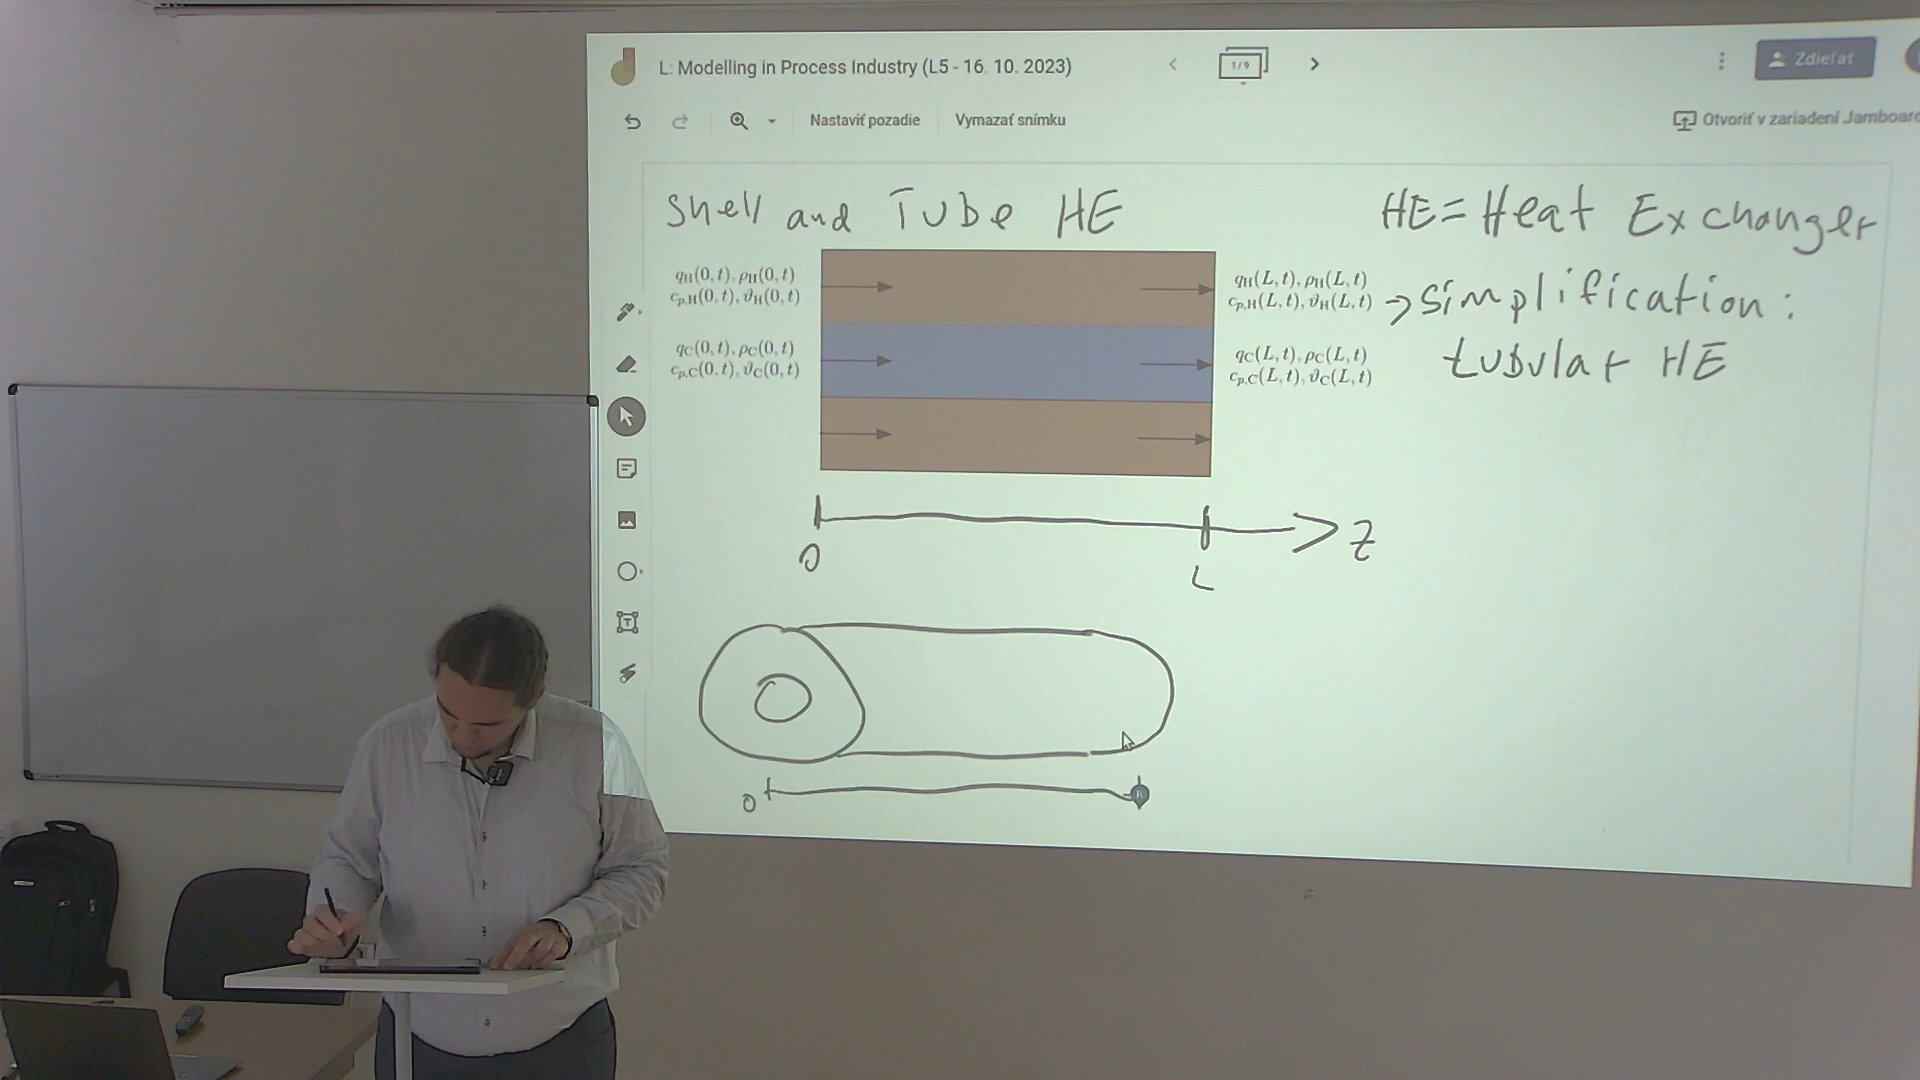 L: Modelling in Process Industry (L5 - 16. 10. 2023)
1/9
Zdieľať
Nastaviť pozadie
Vymazať snímku
Otvoriť v zariadení Jamboard
Shell and Tube HE
HE = Heat Exchanger
→ simplification:
tubular HE
qH(0, t), ρH(0, t)
cp,H(0, t), ϑH(0, t)
qC(0, t), ρC(0, t)
cp,C(0, t), ϑC(0, t)
qH(L, t), ρH(L, t)
cp,H(L, t), ϑH(L, t)
qC(L, t), ρC(L, t)
cp,C(L, t), ϑC(L, t)
0
L
z
0